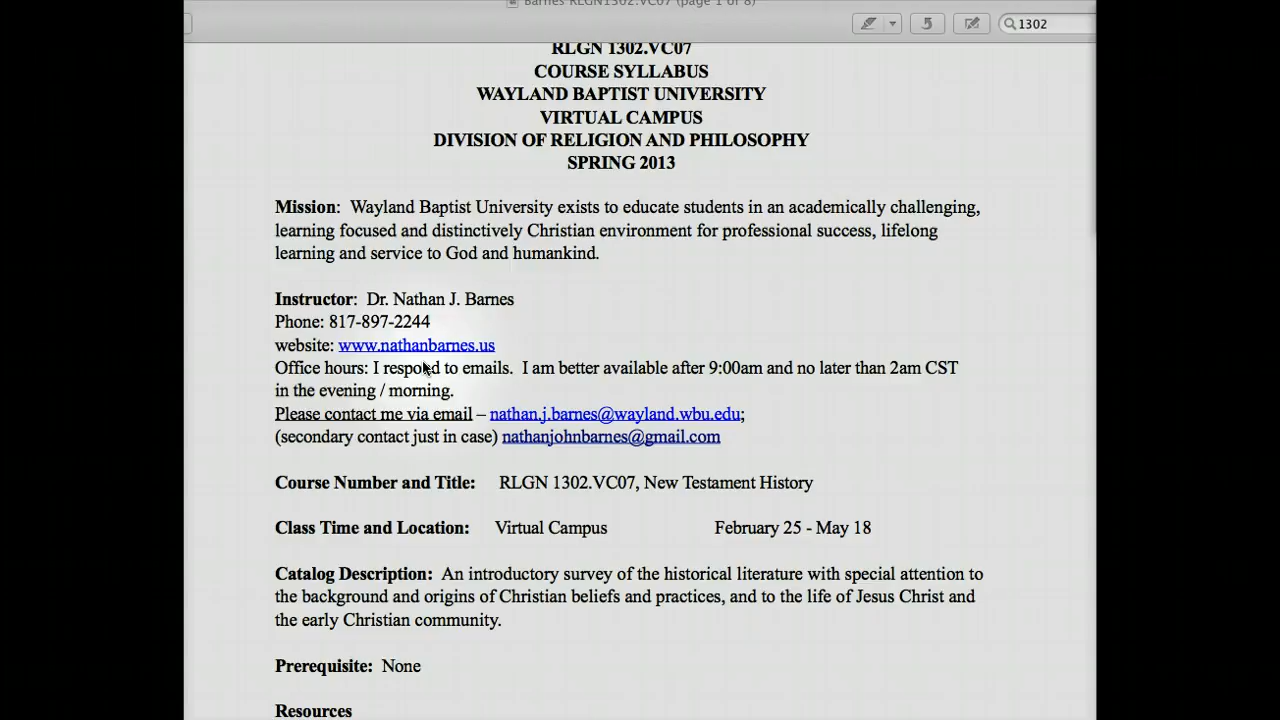 Barnes RLGN1302.VC07 (page 1 of 8)
1302
RLGN 1302.VC07
COURSE SYLLABUS
WAYLAND BAPTIST UNIVERSITY
VIRTUAL CAMPUS
DIVISION OF RELIGION AND PHILOSOPHY
SPRING 2013
Mission:  Wayland Baptist University exists to educate students in an academically challenging,
learning focused and distinctively Christian environment for professional success, lifelong
learning and service to God and humankind.
Instructor:  Dr. Nathan J. Barnes
Phone: 817-897-2244
website: www.nathanbarnes.us
Office hours: I respond to emails.  I am better available after 9:00am and no later than 2am CST
in the evening / morning.
Please contact me via email – nathan.j.barnes@wayland.wbu.edu;
(secondary contact just in case) nathanjohnbarnes@gmail.com
Course Number and Title:  RLGN 1302.VC07, New Testament History
Class Time and Location:  Virtual Campus  February 25 - May 18
Catalog Description:  An introductory survey of the historical literature with special attention to
the background and origins of Christian beliefs and practices, and to the life of Jesus Christ and
the early Christian community.
Prerequisite:  None
Resources